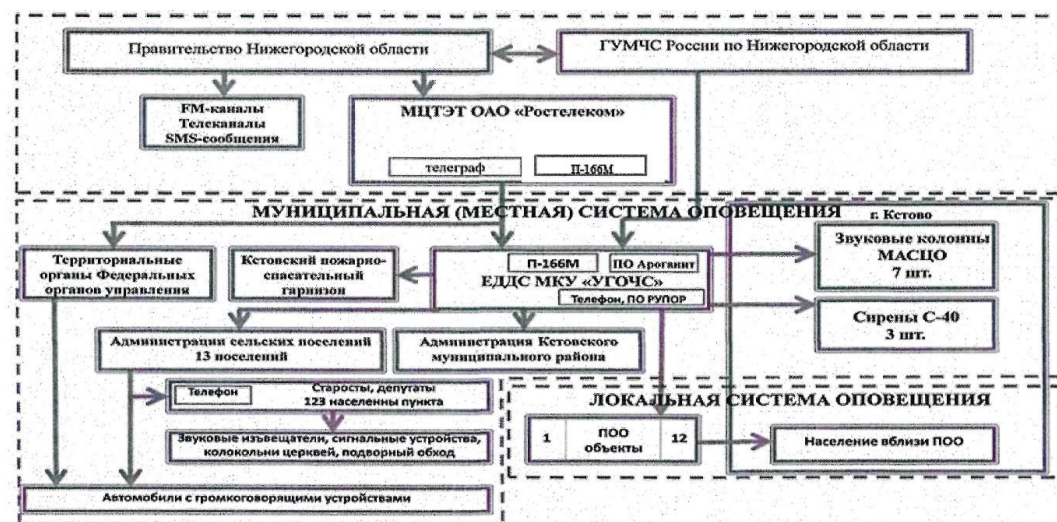 Правительство Нижегородской области
ГУМЧС России по Нижегородской области
FM-каналы
Телеканалы
SMS-сообщения
МЦТЭТ ОАО «Ростелеком»
телеграф
П-166М
МУНИЦИПАЛЬНАЯ (МЕСТНАЯ) СИСТЕМА ОПОВЕЩЕНИЯ
г. Кстово
Территориальные
органы Федеральных
органов управления
Кстовский пожарно-
спасательный
гарнизон
П-166М
ПО Ароганит
ЕДДС МКУ «УГОЧС»
Телефон, ПО РУПОР
Звуковые колонны
МАСЦО
7 шт.
Сирены С-40
3 шт.
Администрации сельских поселений
13 поселений
Администрация Кстовского
муниципального района
Телефон
Старосты, депутаты
123 населенны пункта
Звуковые изъвещатели, сигнальные устройства,
колокольни церквей, подворный обход
Автомобили с громкоговорящими устройствами
ЛОКАЛЬНАЯ СИСТЕМА ОПОВЕЩЕНИЯ
1
ПОО
объекты
12
Население вблизи ПОО